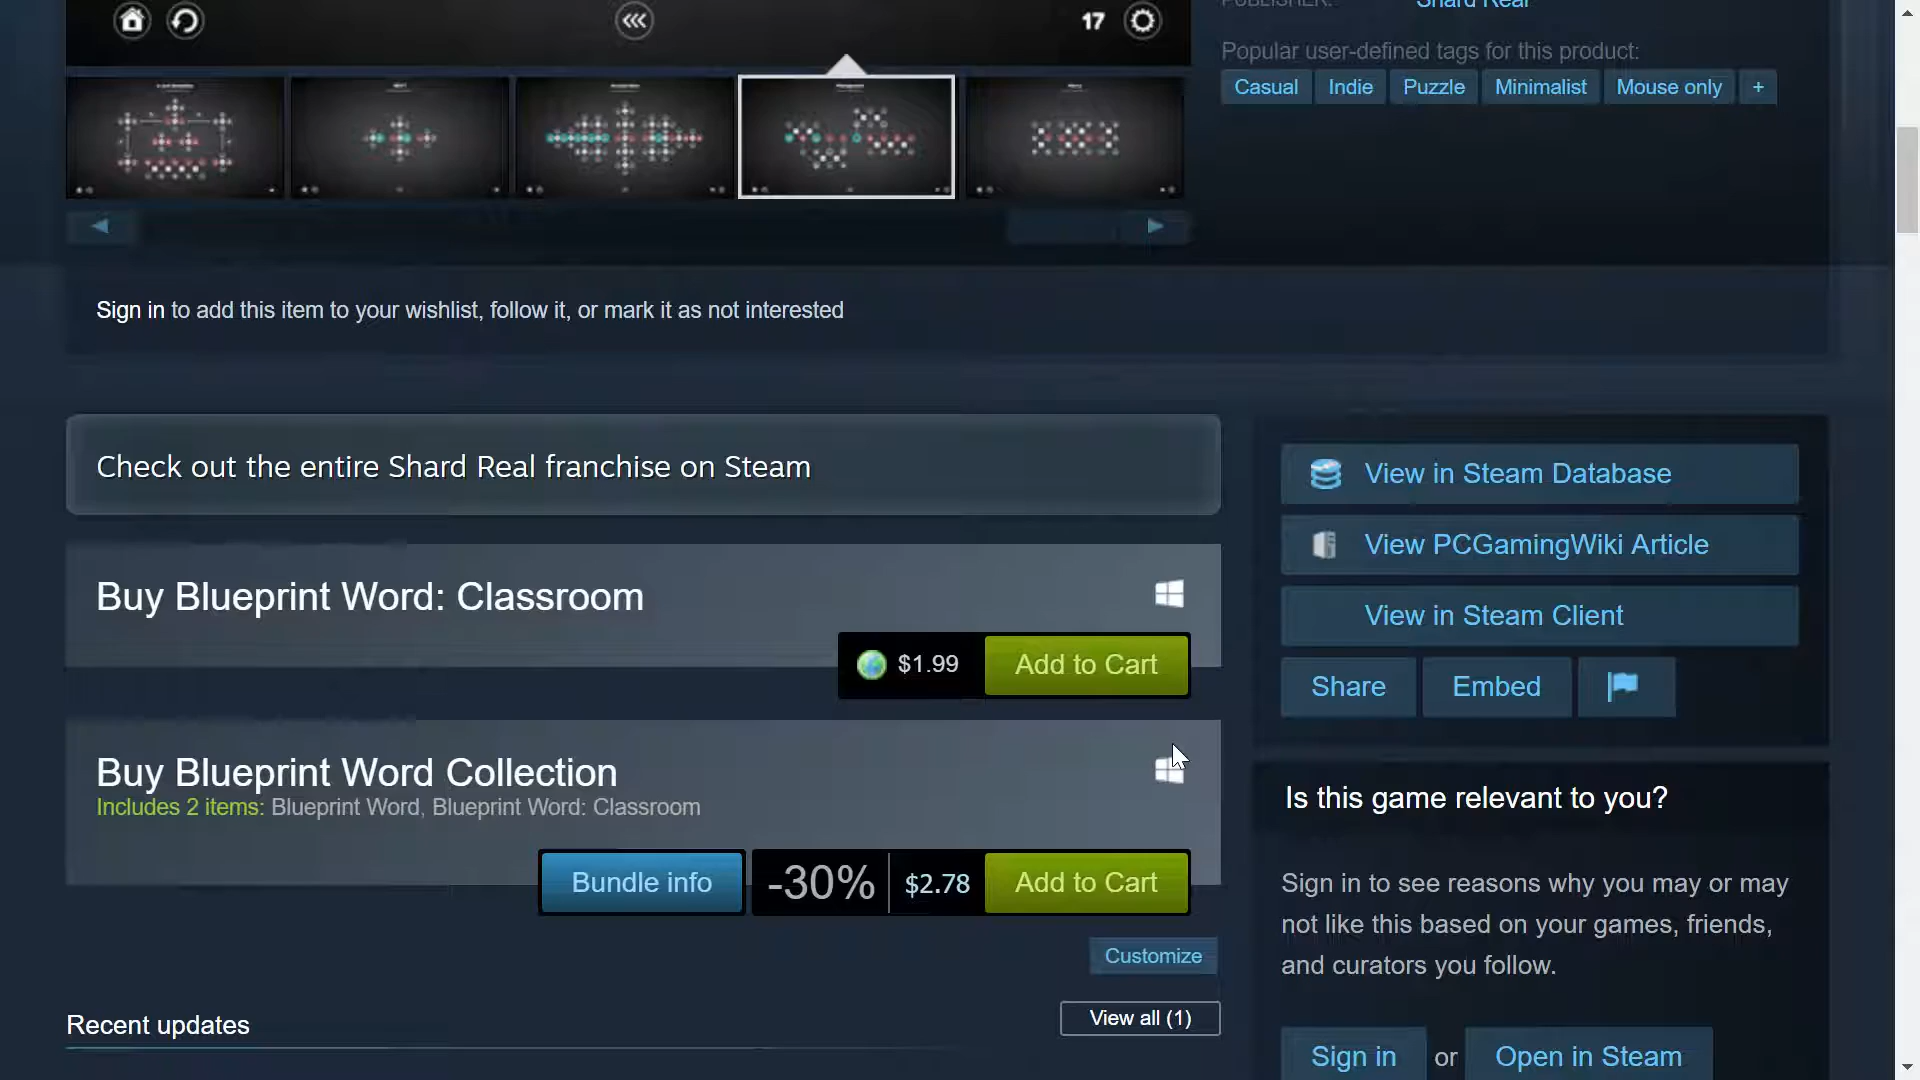 17
PUBLISHER: Shard Real
Popular user-defined tags for this product:
Casual Indie Puzzle Minimalist Mouse only +
Sign in to add this item to your wishlist, follow it, or mark it as not interested
Check out the entire Shard Real franchise on Steam
Buy Blueprint Word: Classroom
$1.99 Add to Cart
Buy Blueprint Word Collection
Includes 2 items: Blueprint Word, Blueprint Word: Classroom
Bundle info -30% $2.78 Add to Cart
Customize
Recent updates
View all (1)
View in Steam Database
View PCGamingWiki Article
View in Steam Client
Share Embed
Is this game relevant to you?
Sign in to see reasons why you may or may
not like this based on your games, friends,
and curators you follow.
Sign in or Open in Steam